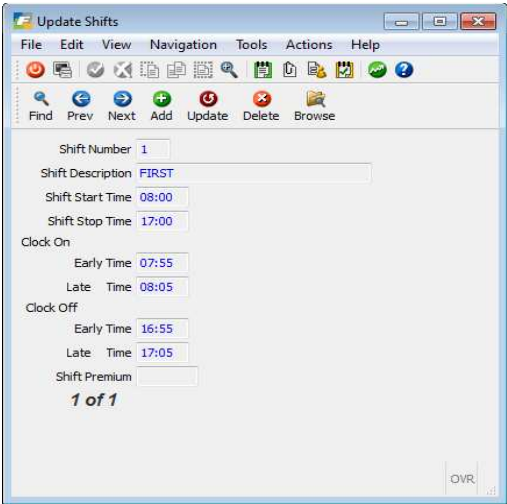 Update Shifts
File Edit View Navigation Tools Actions Help
Find Prev Next Add Update Delete Browse
Shift Number 1
Shift Description FIRST
Shift Start Time 08:00
Shift Stop Time 17:00
Clock On
Early Time 07:55
Late Time 08:05
Clock Off
Early Time 16:55
Late Time 17:05
Shift Premium
1 of 1
OVR